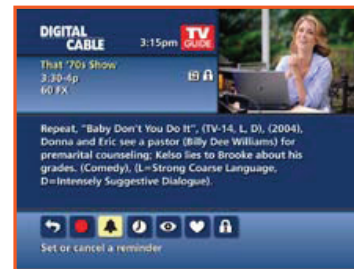 DIGITAL
CABLE
3:15pm
TV
GUIDE
That '70s Show
3:30-4p
60 FX
Repeat, "Baby Don't You Do It", (TV-14, L, D), (2004),
Donna and Eric see a pastor (Billy Dee Williams) for
premarital counseling; Kelso lies to Brooke about his
grades. (Comedy), (L=Strong Coarse Language,
D=Intensely Suggestive Dialogue).
Set or cancel a reminder